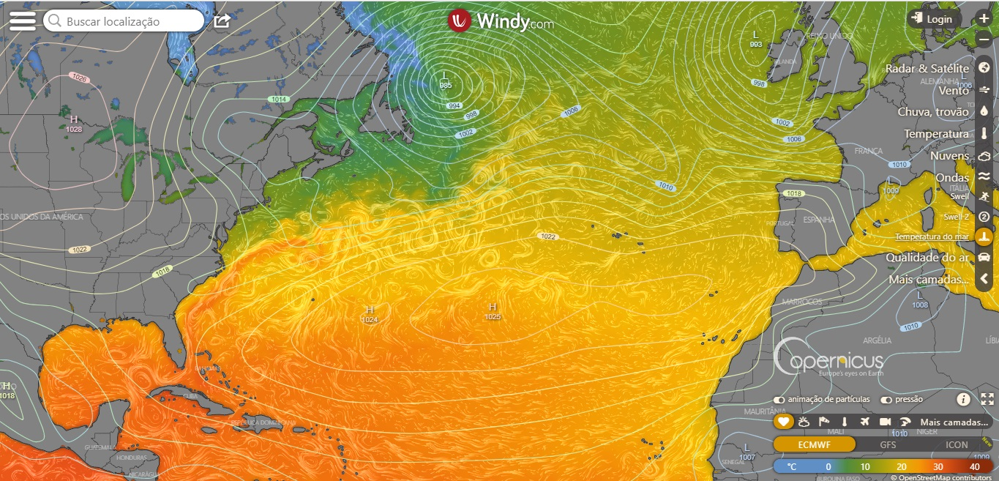 Buscar localização
Windy.com
Login
+
−
L
993
REINO UNIDO
IRLANDA
L
985
994
998
1002
1006
998
1002
1006
1026
H
1028
1014
Radar & Satélite
ALEMANHA
L
1006
Vento
Chuva, trovão
Temperatura
FRANÇA
Nuvens
1010
1010
L
1009
Ondas
ITÁLIA
Swell
1018
OS UNIDOS DA AMÉRICA
PORTUGAL
ESPANHA
Swell 2
2
1022
Temperatura do mar
1022
Qualidade do ar
1018
Mais camadas...
MARROCOS
L
1008
H
1024
H
1025
1010
ARGÉLIA
LÍBI
Copernicus
Europe's eyes on Earth
H
1018
CUBA
animação de partículas
pressão
i
MAURITÂNIA
REPÚBLICA DOMINICANA
Mais camadas...
MALI
1010
NIGER
GUATEMALA
HONDURAS
ECMWF
GFS
ICON
New
L
1007
SENEGAL
1009
NICARÁGU
°C
0
10
20
30
40
BURQUINA FASO
© OpenStreetMap contributors